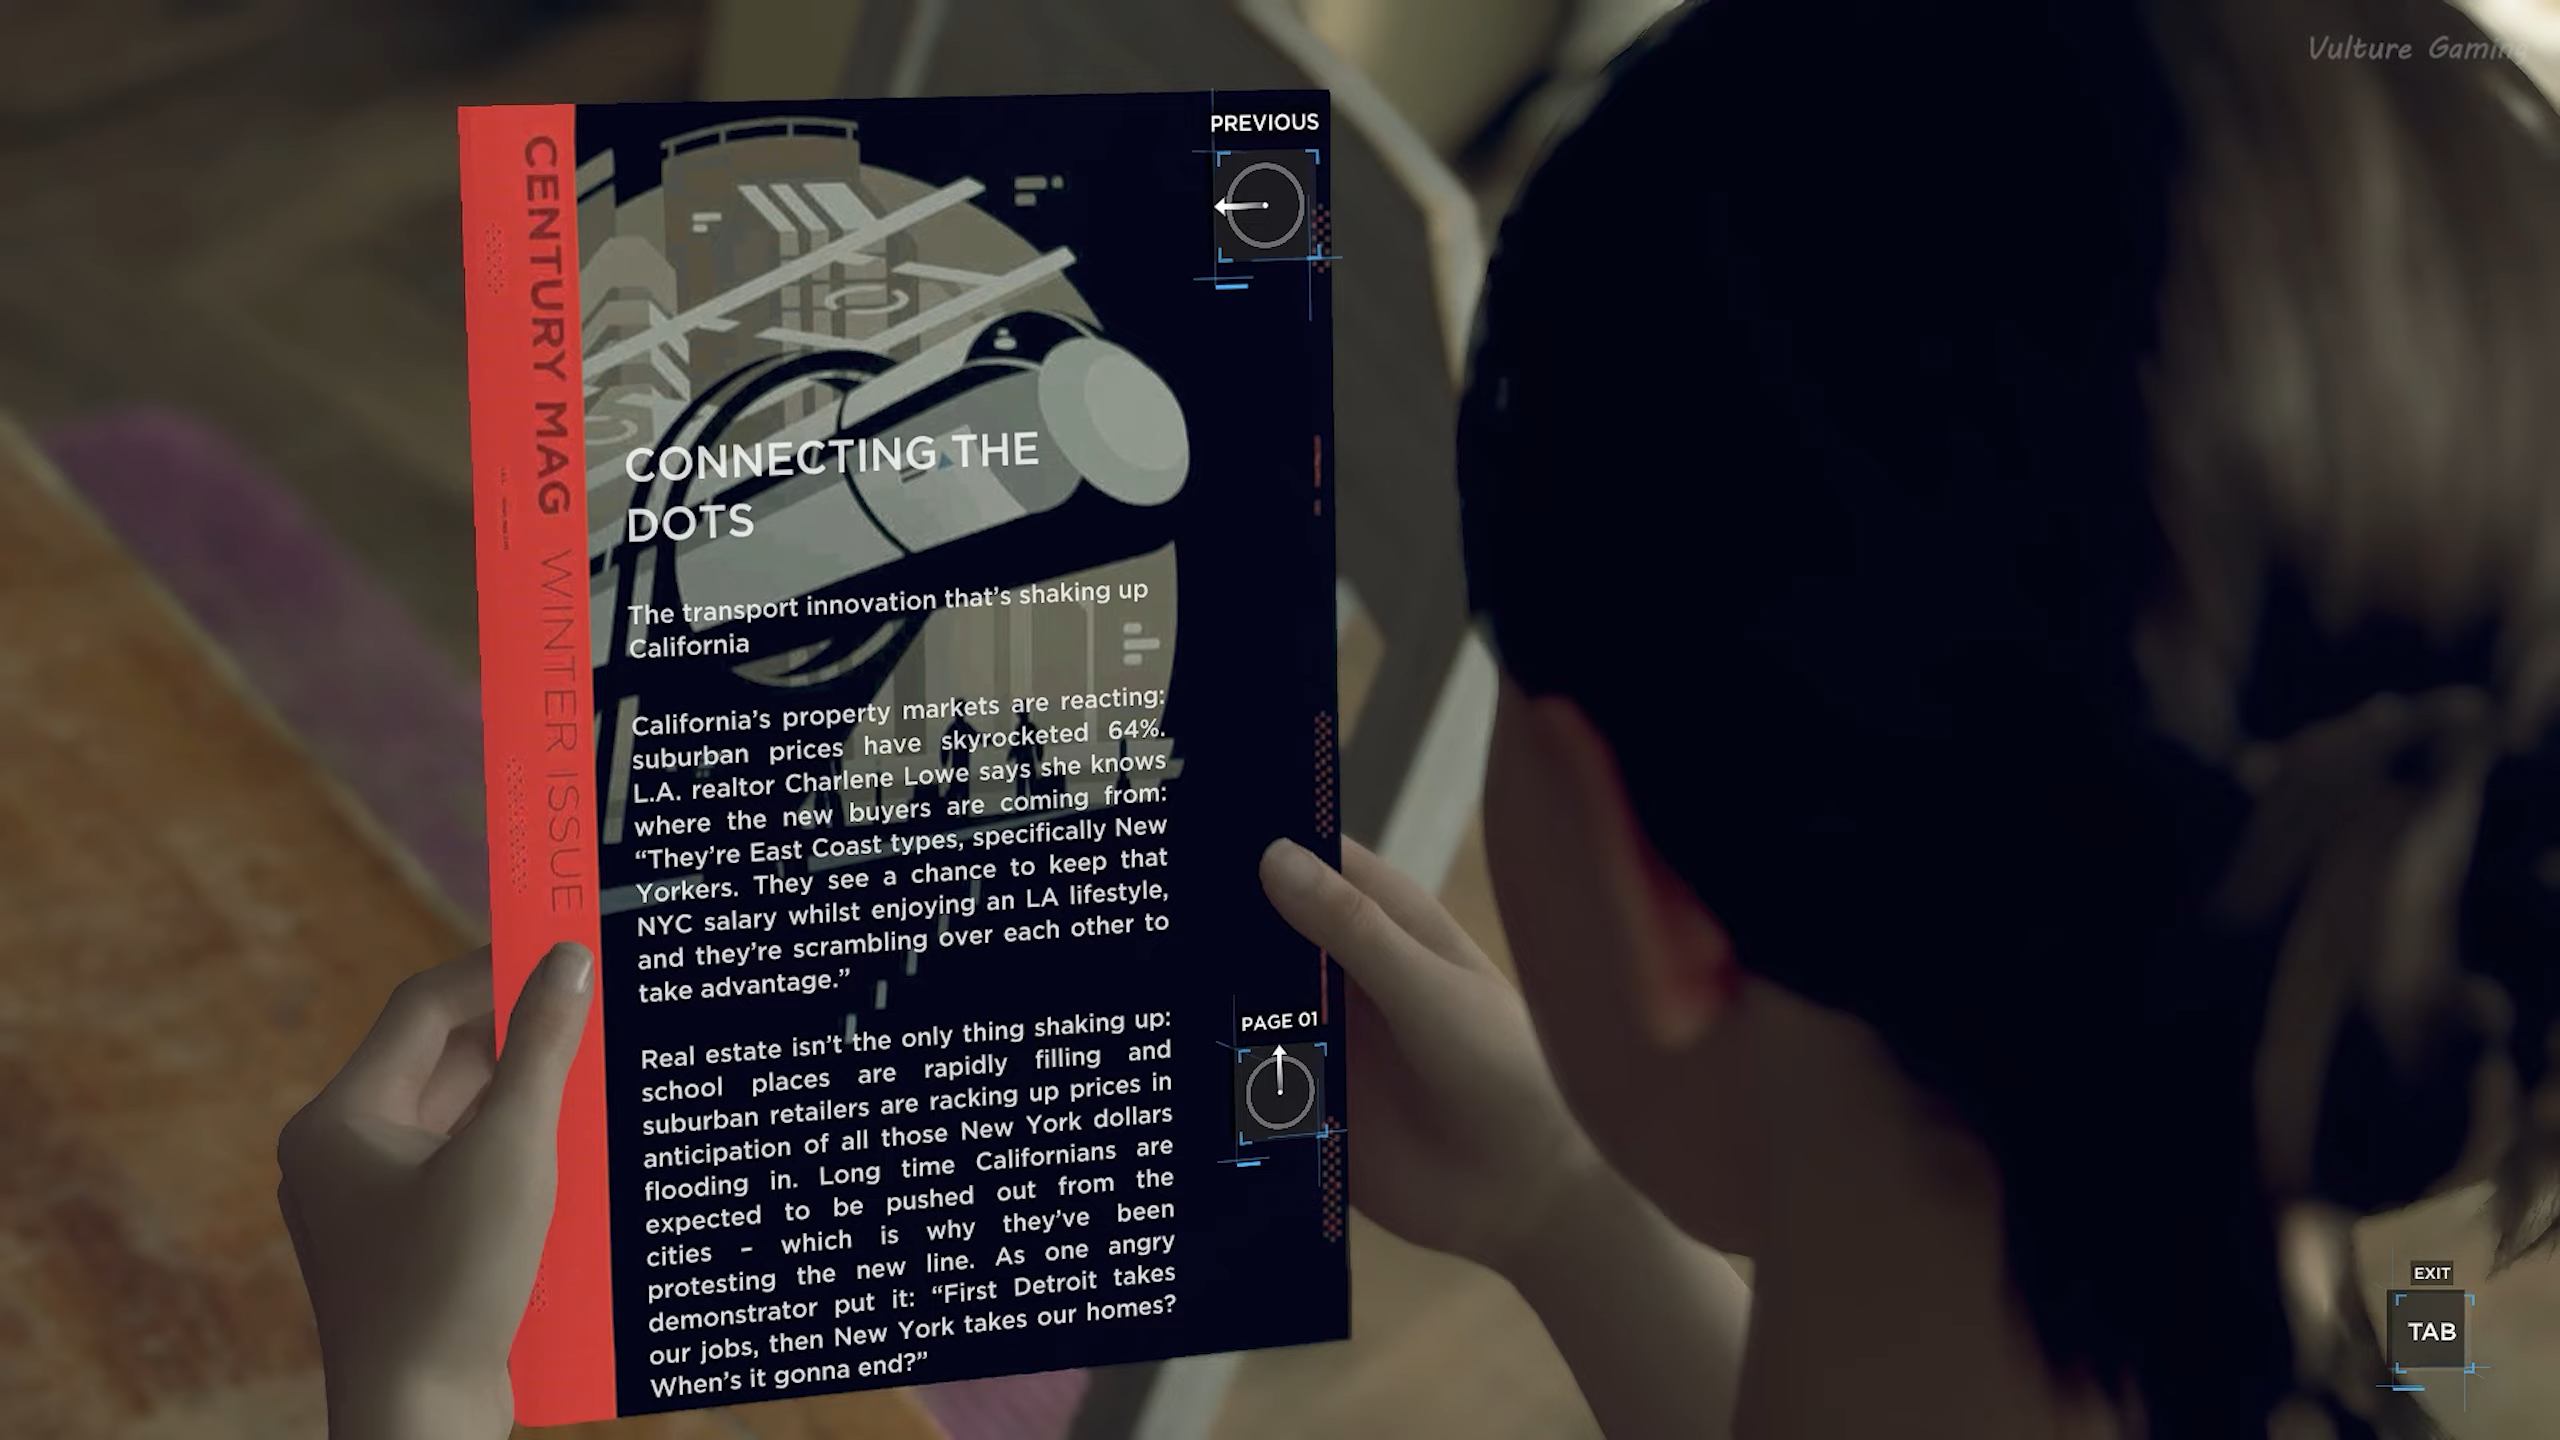 Vulture Gaming
CENTURY MAG WINTER ISSUE
PREVIOUS
CONNECTING THE
DOTS
The transport innovation that's shaking up
California
California's property markets are reacting:
suburban prices have skyrocketed 64%.
L.A. realtor Charlene Lowe says she knows
where the new buyers are coming from:
“They're East Coast types, specifically New
Yorkers. They see a chance to keep that
NYC salary whilst enjoying an LA lifestyle,
and they're scrambling over each other to
take advantage.”
Real estate isn't the only thing shaking up:
school places are rapidly filling and
suburban retailers are racking up prices in
anticipation of all those New York dollars
flooding in. Long time Californians are
expected to be pushed out from the
cities – which is why they've been
protesting the new line. As one angry
demonstrator put it: “First Detroit takes
our jobs, then New York takes our homes?
When's it gonna end?”
PAGE 01
EXIT
TAB